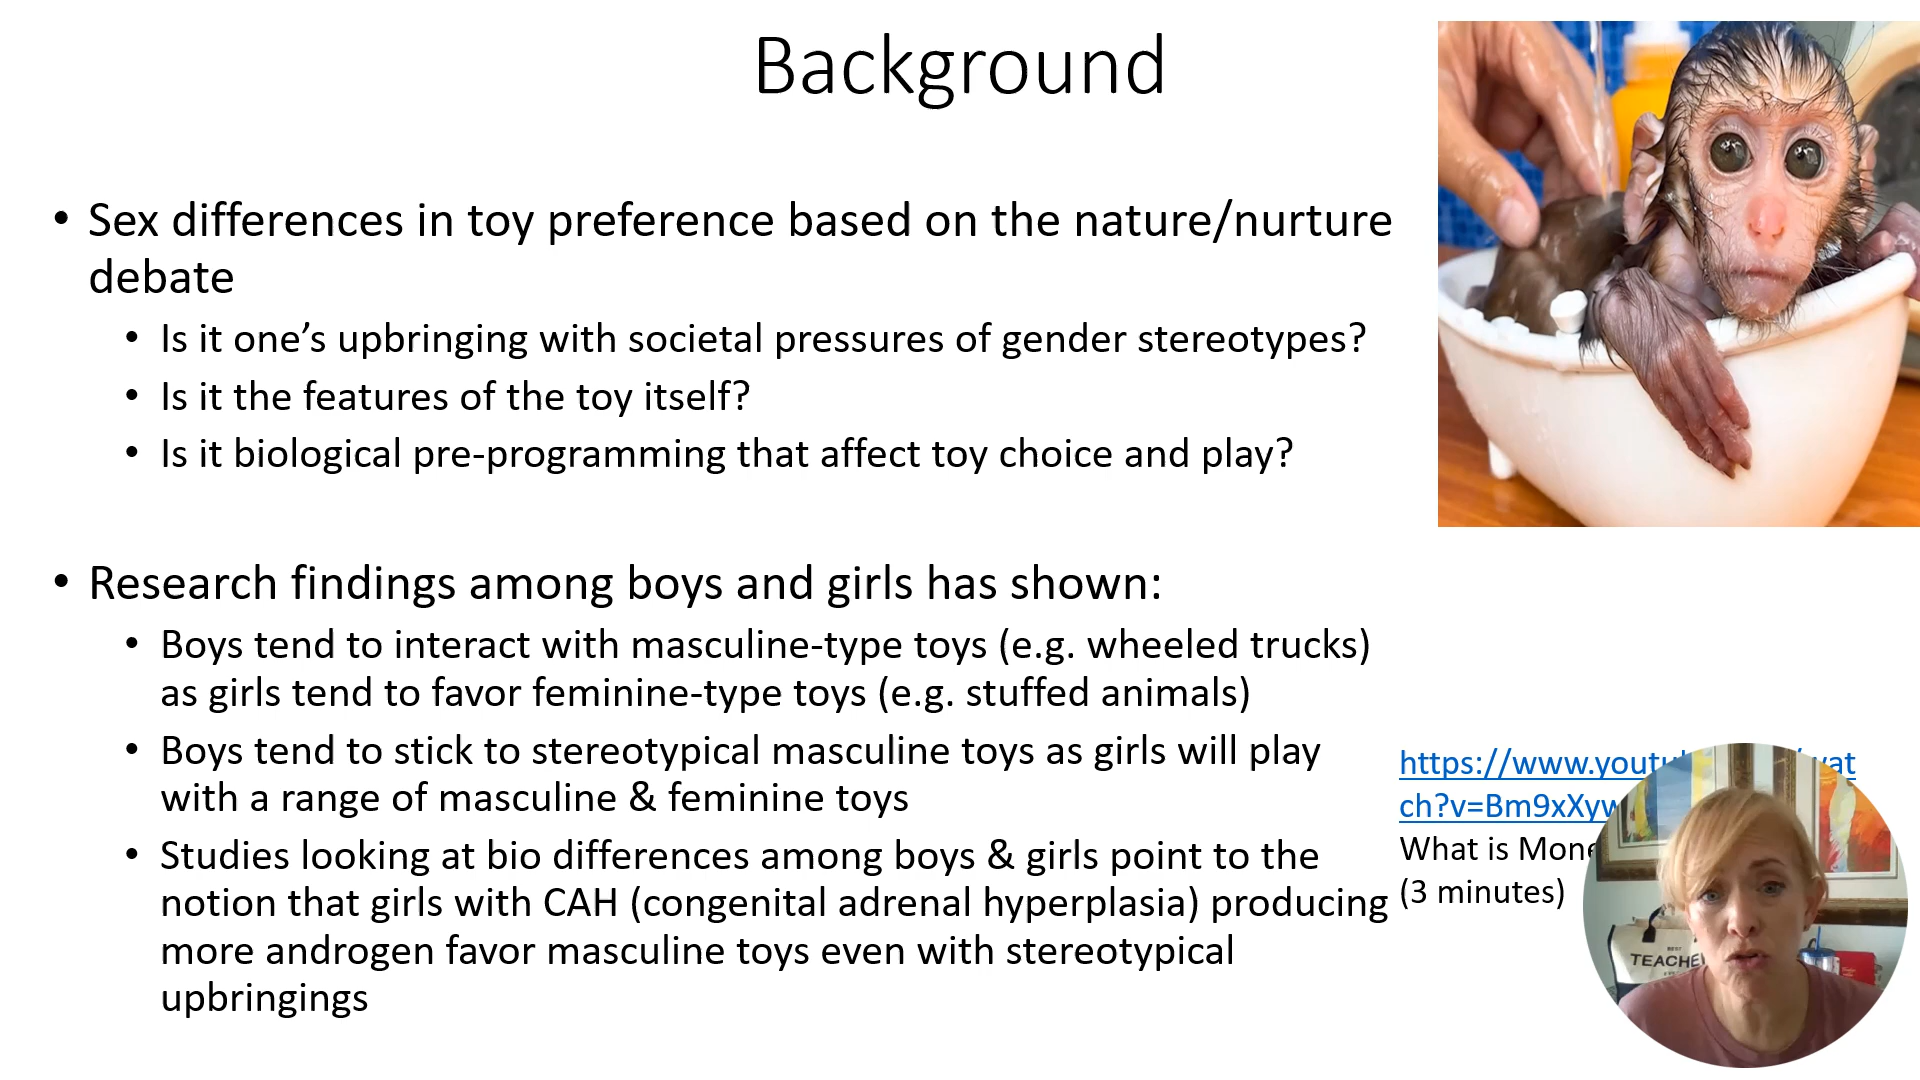 Background
• Sex differences in toy preference based on the nature/nurture
debate
• Is it one’s upbringing with societal pressures of gender stereotypes?
• Is it the features of the toy itself?
• Is it biological pre-programming that affect toy choice and play?
• Research findings among boys and girls has shown:
• Boys tend to interact with masculine-type toys (e.g. wheeled trucks)
as girls tend to favor feminine-type toys (e.g. stuffed animals)
• Boys tend to stick to stereotypical masculine toys as girls will play
with a range of masculine & feminine toys
• Studies looking at bio differences among boys & girls point to the
notion that girls with CAH (congenital adrenal hyperplasia) producing
more androgen favor masculine toys even with stereotypical
upbringings
https://www.youtu
ch?v=Bm9xXyw
What is Mone
(3 minutes)
BEST
TEACHE